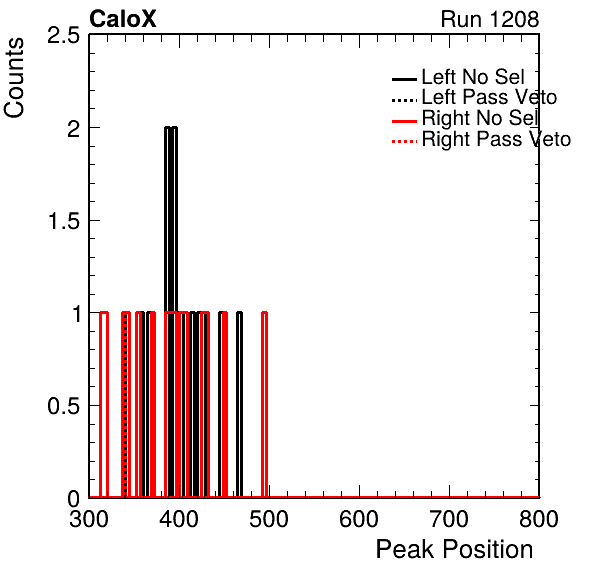 CaloX Run 1208
Counts
2.5
2
1.5
1
0.5
0
Left No Sel
Left Pass Veto
Right No Sel
Right Pass Veto
300 400 500 600 700 800
Peak Position